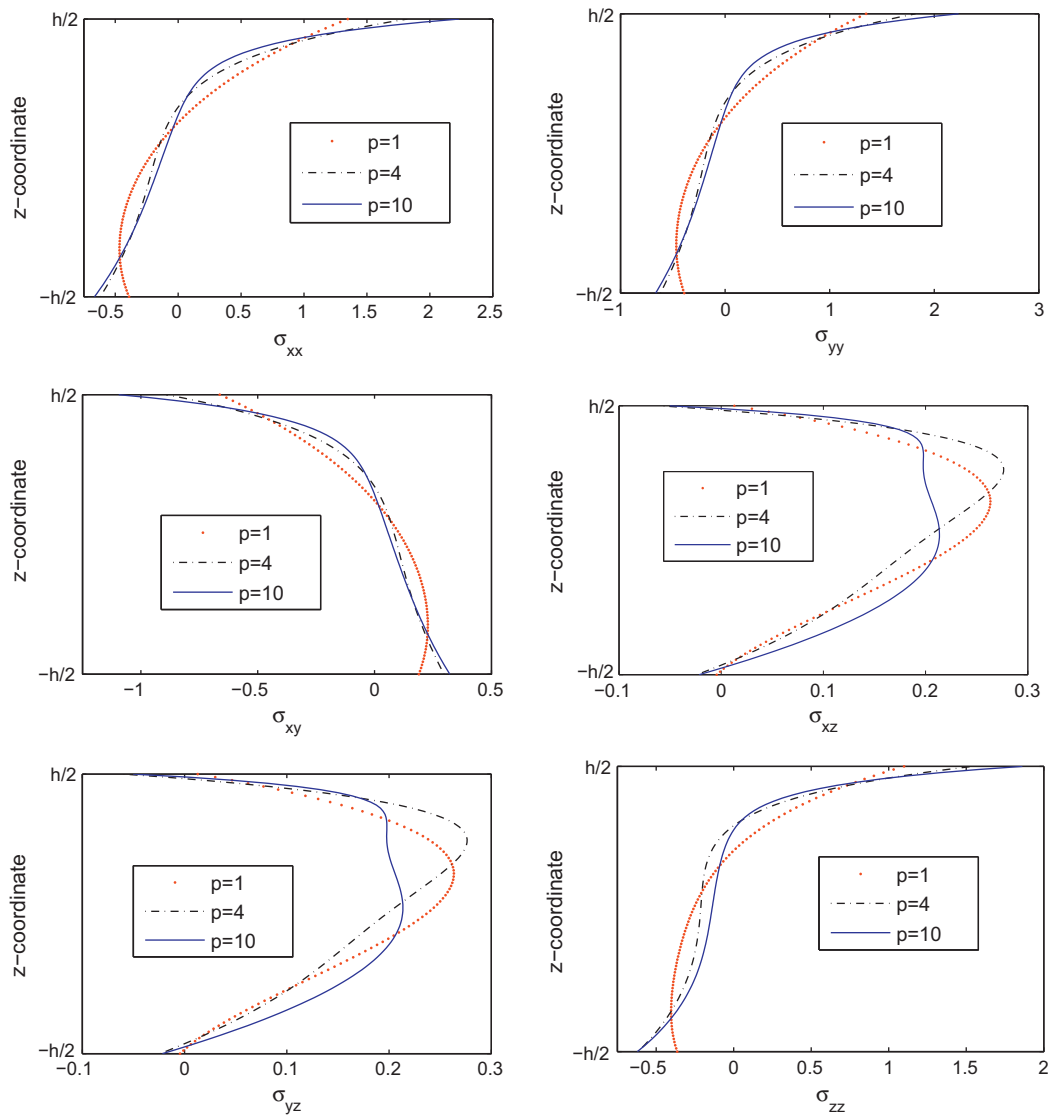 h/2
z−coordinate
−h/2
p=1
p=4
p=10
−0.5 0 0.5 1 1.5 2 2.5
σxx
h/2
z−coordinate
−h/2
p=1
p=4
p=10
−1 0 1 2 3
σyy
h/2
z−coordinate
−h/2
p=1
p=4
p=10
−1 −0.5 0 0.5
σxy
h/2
z−coordinate
−h/2
p=1
p=4
p=10
−0.1 0 0.1 0.2 0.3
σxz
h/2
z−coordinate
−h/2
p=1
p=4
p=10
−0.1 0 0.1 0.2 0.3
σyz
h/2
z−coordinate
−h/2
p=1
p=4
p=10
−0.5 0 0.5 1 1.5 2
σzz